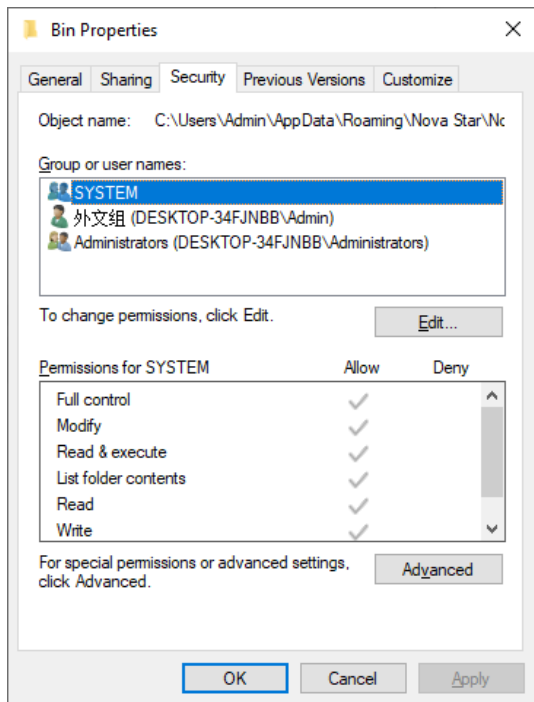 Bin Properties
General Sharing Security Previous Versions Customize
Object name: C:\Users\Admin\AppData\Roaming\Nova Star\Nc
Group or user names:
SYSTEM
外文组 (DESKTOP-34FJNBB\Admin)
Administrators (DESKTOP-34FJNBB\Administrators)
To change permissions, click Edit.
Edit...
Permissions for SYSTEM Allow Deny
Full control
Modify
Read & execute
List folder contents
Read
Write
For special permissions or advanced settings,
click Advanced.
Advanced
OK Cancel Apply